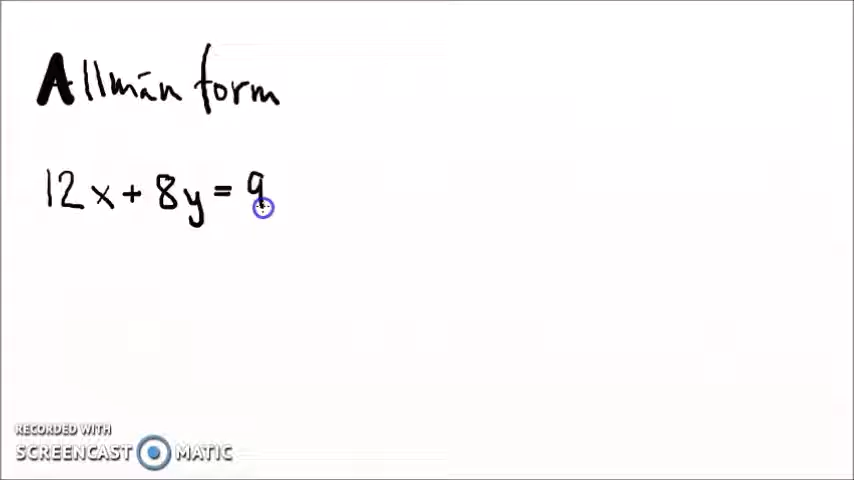 Allmän form
12x + 8y = 9
RECORDED WITH
SCREENCAST MATIC